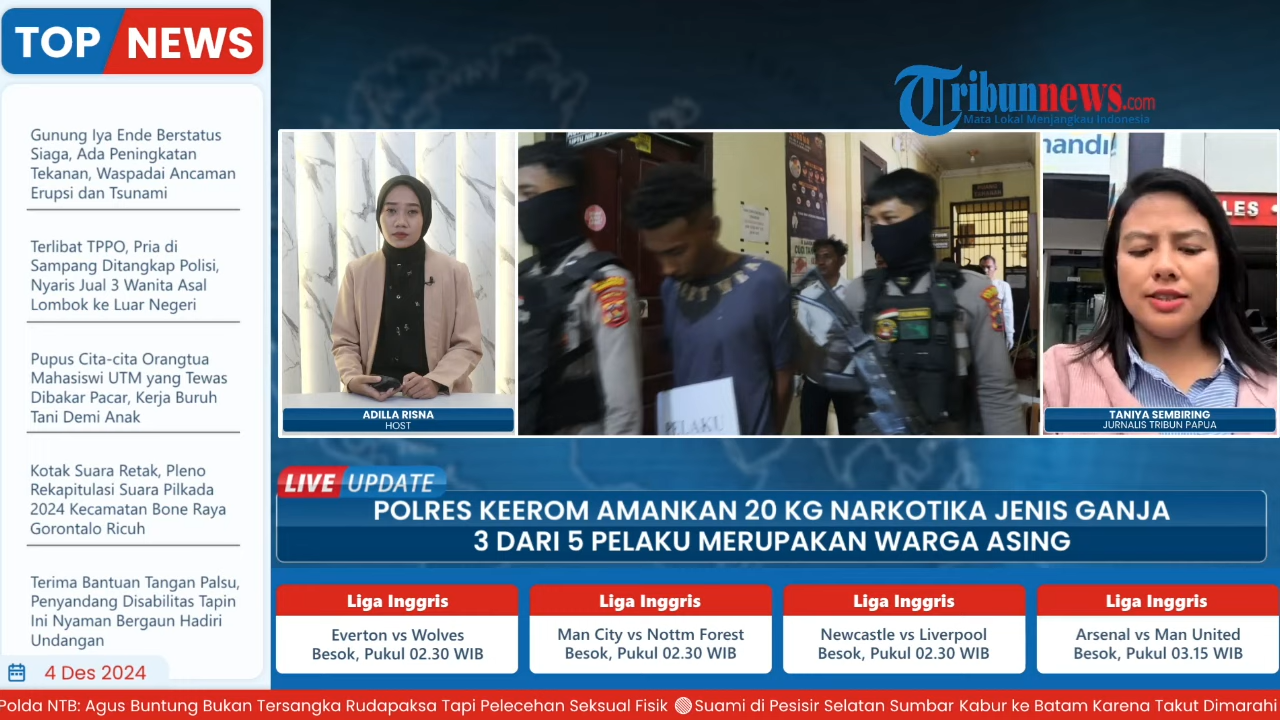 TOP NEWS
Gunung Iya Ende Berstatus
Siaga, Ada Peningkatan
Tekanan, Waspadai Ancaman
Erupsi dan Tsunami
Terlibat TPPO, Pria di
Sampang Ditangkap Polisi,
Nyaris Jual 3 Wanita Asal
Lombok ke Luar Negeri
Pupus Cita-cita Orangtua
Mahasiswi UTM yang Tewas
Dibakar Pacar, Kerja Buruh
Tani Demi Anak
Kotak Suara Retak, Pleno
Rekapitulasi Suara Pilkada
2024 Kecamatan Bone Raya
Gorontalo Ricuh
Terima Bantuan Tangan Palsu,
Penyandang Disabilitas Tapin
Ini Nyaman Bergaun Hadiri
Undangan
4 Des 2024
Tribunnews.com
Mata Lokal Menjangkau Indonesia
mandiri
LES
PELAKU
ADILLA RISNA
HOST
TANIYA SEMBIRING
JURNALIS TRIBUN PAPUA
LIVE UPDATE
POLRES KEEROM AMANKAN 20 KG NARKOTIKA JENIS GANJA
3 DARI 5 PELAKU MERUPAKAN WARGA ASING
Liga Inggris
Everton vs Wolves
Besok, Pukul 02.30 WIB
Liga Inggris
Man City vs Nottm Forest
Besok, Pukul 02.30 WIB
Liga Inggris
Newcastle vs Liverpool
Besok, Pukul 02.30 WIB
Liga Inggris
Arsenal vs Man United
Besok, Pukul 03.15 WIB
Polda NTB: Agus Buntung Bukan Tersangka Rudapaksa Tapi Pelecehan Seksual Fisik Suami di Pesisir Selatan Sumbar Kabur ke Batam Karena Takut Dimarahi